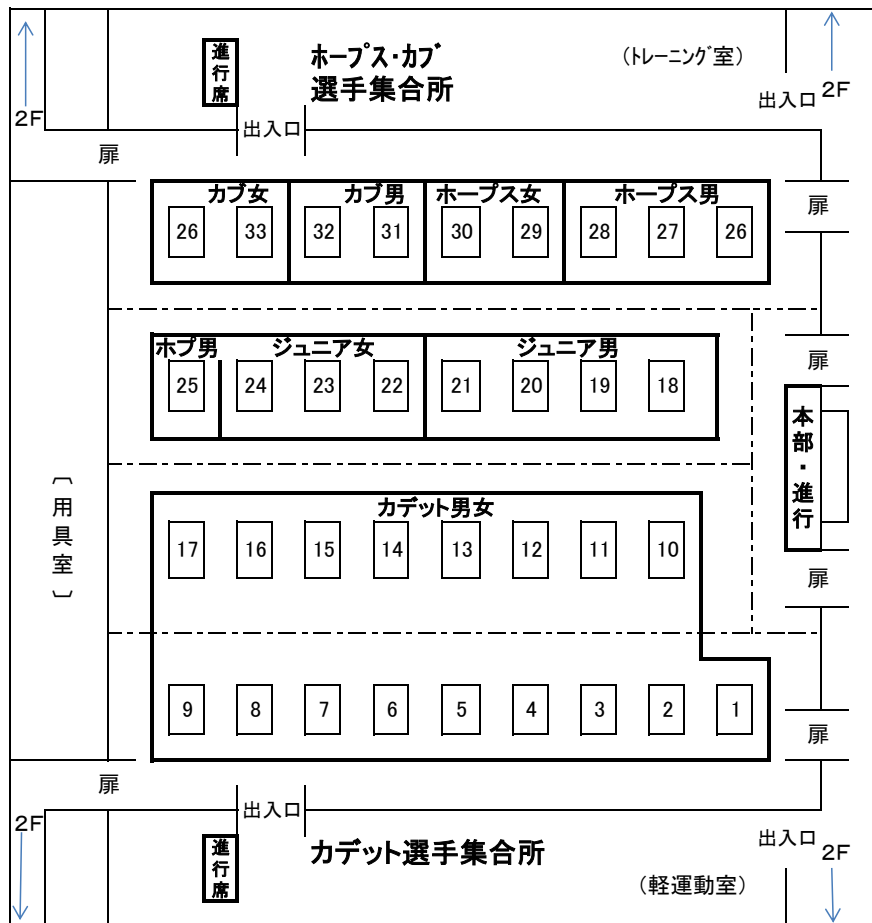 進行席
ホープス・カブ
選手集合所
(トレーニング室)
2F
出入口
2F
出入口
扉
カブ女
カブ男
ホープス女
ホープス男
扉
26
33
32
31
30
29
28
27
26
ホプ男
ジュニア女
ジュニア男
扉
25
24
23
22
21
20
19
18
本部・進行
〔用具室〕
カデット男女
17
16
15
14
13
12
11
10
扉
9
8
7
6
5
4
3
2
1
扉
扉
出入口
2F
進行席
カデット選手集合所
出入口
2F
(軽運動室)